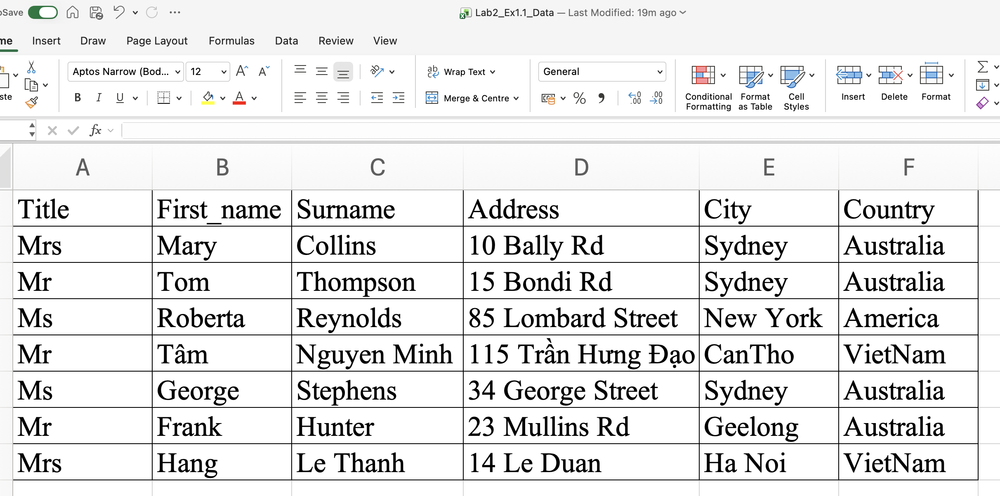 Save
Lab2_Ex1.1_Data — Last Modified: 19m ago
me Insert Draw Page Layout Formulas Data Review View
Aptos Narrow (Bod... 12 A A ab Wrap Text General
ste B I U A ab c Merge & Centre % , .00 .00 Conditional Formatting Format as Table Cell Styles Insert Delete Format
fx
A B C D E F
Title First_name Surname Address City Country
Mrs Mary Collins 10 Bally Rd Sydney Australia
Mr Tom Thompson 15 Bondi Rd Sydney Australia
Ms Roberta Reynolds 85 Lombard Street New York America
Mr Tâm Nguyen Minh 115 Trần Hưng Đạo CanTho VietNam
Ms George Stephens 34 George Street Sydney Australia
Mr Frank Hunter 23 Mullins Rd Geelong Australia
Mrs Hang Le Thanh 14 Le Duan Ha Noi VietNam